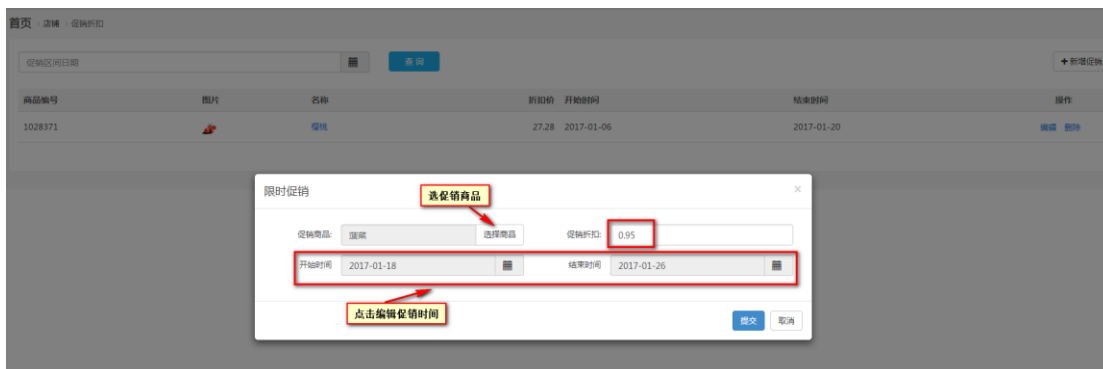 首页 店铺 促销折扣
促销区间日期 查询 +新增促销
商品编号 图片 名称 折扣价 开始时间 结束时间 操作
1028371 樱桃 27.28 2017-01-06 2017-01-20 编辑 删除
限时促销 ×
选促销商品
促销商品: 菠菜 选择商品 促销折扣: 0.95
开始时间 2017-01-18 结束时间 2017-01-26
点击编辑促销时间
提交 取消